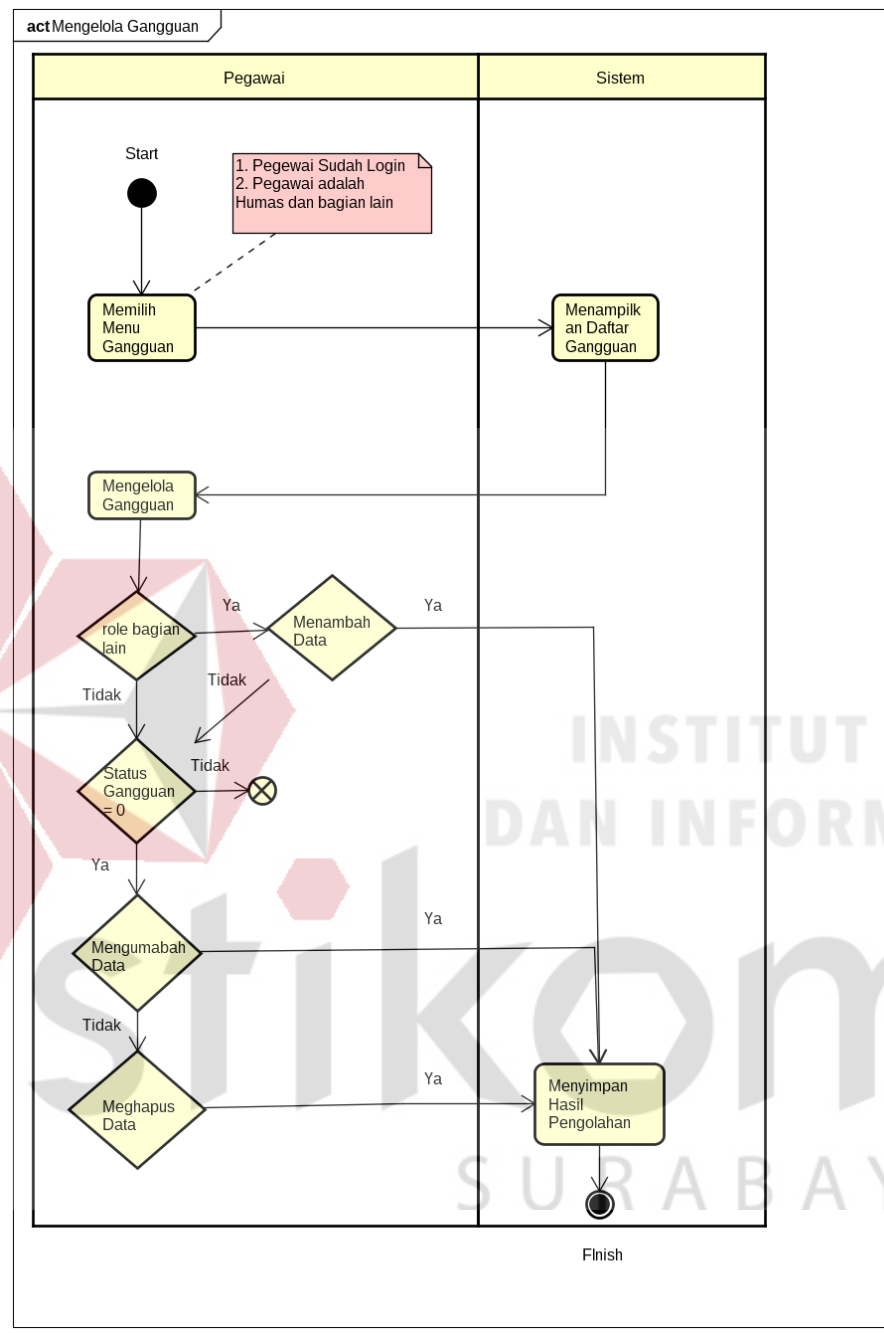 act Mengelola Gangguan
Pegawai
Sistem
Start
1. Pegewai Sudah Login
2. Pegawai adalah
Humas dan bagian lain
Memilih
Menu
Gangguan
Menampilk
an Daftar
Gangguan
Mengelola
Gangguan
role bagian
lain
Ya
Menambah
Data
Ya
Tidak
Tidak
Status
Gangguan
= 0
Tidak
Ya
Mengumabah
Data
Ya
Tidak
Meghapus
Data
Ya
Menyimpan
Hasil
Pengolahan
FInish
INSTITUT
DAN INFORM
stikom
SURABAY